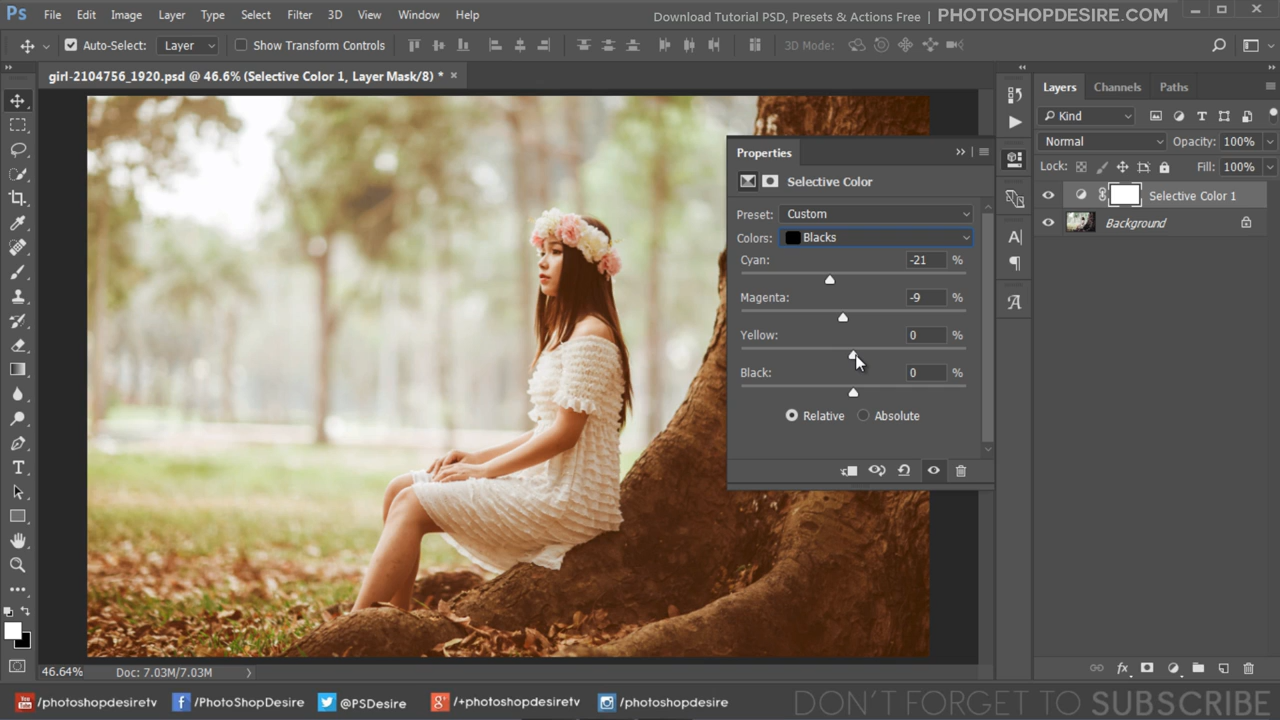 Ps File Edit Image Layer Type Select Filter 3D View Window Help
Download Tutorial PSD, Presets & Actions Free | PHOTOSHOPDESIRE.COM
Auto-Select: Layer Show Transform Controls 3D Mode:
girl-2104756_1920.psd @ 46.6% (Selective Color 1, Layer Mask/8) * ×
Layers Channels Paths
Kind
Normal Opacity: 100%
Lock: Fill: 100%
Selective Color 1
Background
Properties
Selective Color
Preset: Custom
Colors: Blacks
Cyan: -21 %
Magenta: -9 %
Yellow: 0 %
Black: 0 %
Relative Absolute
46.64% Doc: 7.03M/7.03M
/photoshopdesiretv /PhotoShopDesire @PSDesire /+photoshopdesiretv /photoshopdesire
DON'T FORGET TO SUBSCRIBE